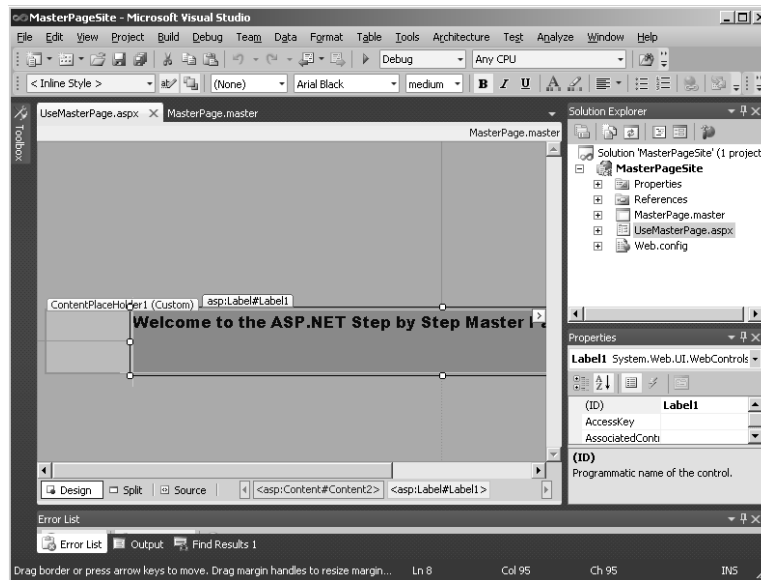 MasterPageSite - Microsoft Visual Studio
File Edit View Project Build Debug Team Data Format Table Tools Architecture Test Analyze Window Help
Debug Any CPU
< Inline Style > (None) Arial Black medium B I U A
UseMasterPage.aspx MasterPage.master
Toolbox
MasterPage.master
ContentPlaceHolder1 (Custom) asp:Label#Label1
Welcome to the ASP.NET Step by Step Master
Design Split Source <asp:Content#Content2> <asp:Label#Label1>
Solution Explorer
Solution 'MasterPageSite' (1 project
MasterPageSite
Properties
References
MasterPage.master
UseMasterPage.aspx
Web.config
Properties
Label1 System.Web.UI.WebControls
(ID) Label1
AccessKey
AssociatedConti
(ID)
Programmatic name of the control.
Error List
Error List Output Find Results 1
Drag border or press arrow keys to move. Drag margin handles to resize margin... Ln 8 Col 95 Ch 95 INS